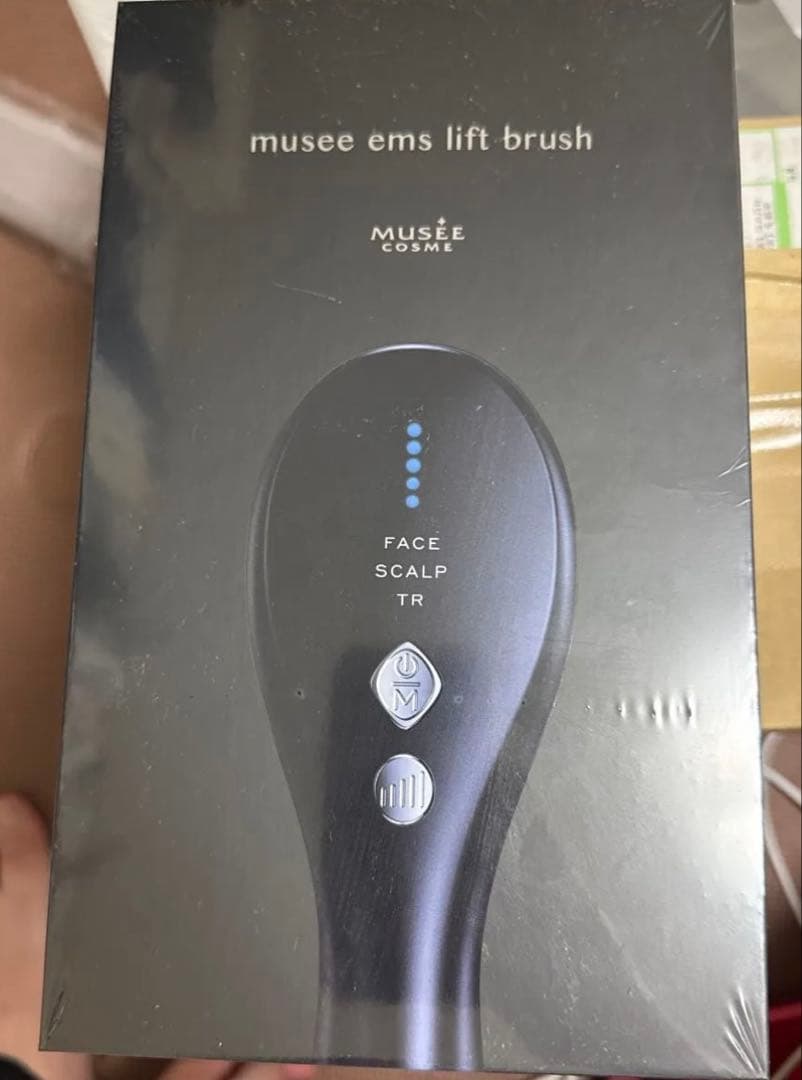 musee ems lift brush
MUSÉE
COSME
FACE
SCALP
TR
M